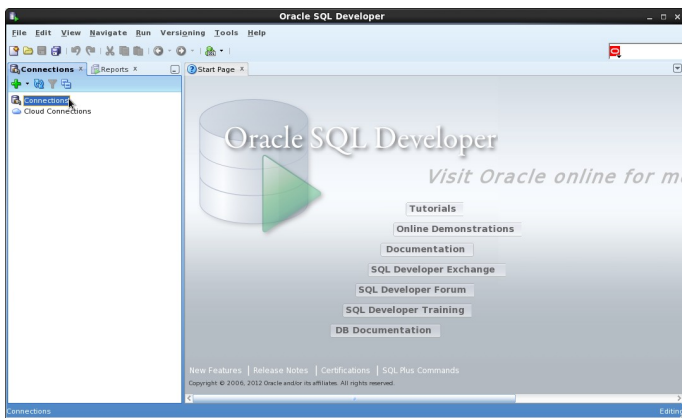 Oracle SQL Developer
File Edit View Navigate Run Versioning Tools Help
Connections
Reports
Start Page
Connections
Cloud Connections
Oracle SQL Developer
Visit Oracle online for
Tutorials
Online Demonstrations
Documentation
SQL Developer Exchange
SQL Developer Forum
SQL Developer Training
DB Documentation
New Features | Release Notes | Certifications | SQL Plus Commands
Copyright © 2006, 2012 Oracle and/or its affiliates. All rights reserved.
Connections
Editing